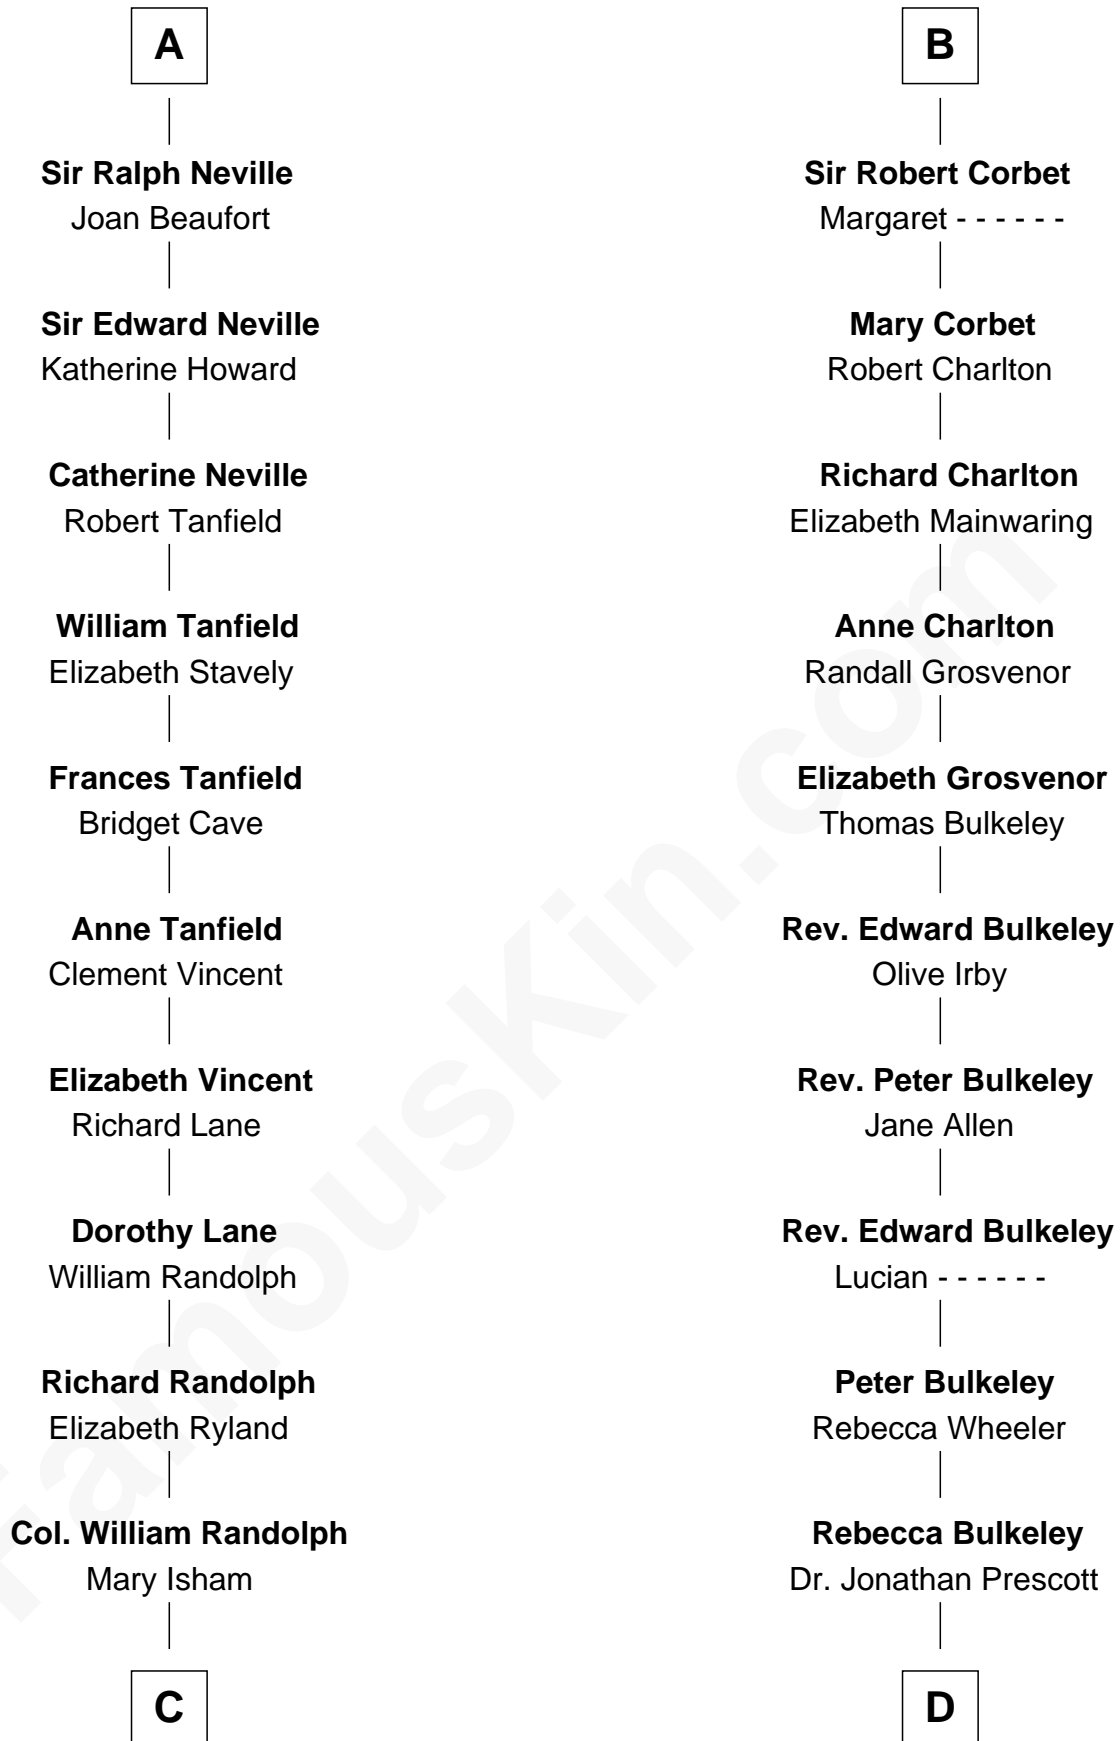 A
Sir Ralph Neville
Joan Beaufort
Sir Edward Neville
Katherine Howard
Catherine Neville
Robert Tanfield
William Tanfield
Elizabeth Stavely
Frances Tanfield
Bridget Cave
Anne Tanfield
Clement Vincent
Elizabeth Vincent
Richard Lane
Dorothy Lane
William Randolph
Richard Randolph
Elizabeth Ryland
Col. William Randolph
Mary Isham
C
B
Sir Robert Corbet
Margaret - - - - - -
Mary Corbet
Robert Charlton
Richard Charlton
Elizabeth Mainwaring
Anne Charlton
Randall Grosvenor
Elizabeth Grosvenor
Thomas Bulkeley
Rev. Edward Bulkeley
Olive Irby
Rev. Peter Bulkeley
Jane Allen
Rev. Edward Bulkeley
Lucian - - - - - -
Peter Bulkeley
Rebecca Wheeler
Rebecca Bulkeley
Dr. Jonathan Prescott
D
FamousKin.com